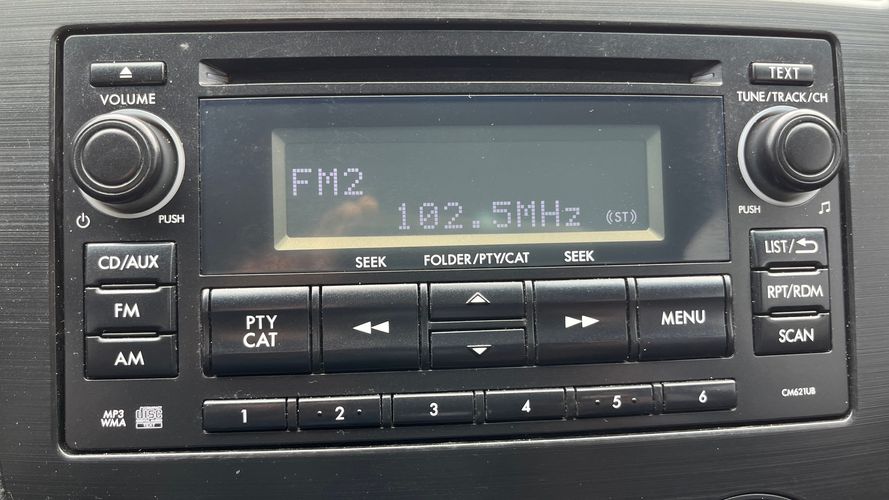 TEXT
VOLUME
TUNE/TRACK/CH
FM2
102.5MHz ((ST))
PUSH
PUSH
SEEK
FOLDER/PTY/CAT
SEEK
CD/AUX
LIST/
FM
PTY
CAT
MENU
RPT/RDM
AM
SCAN
MP3
WMA
disc
1
2
3
4
5
6
CM621UB